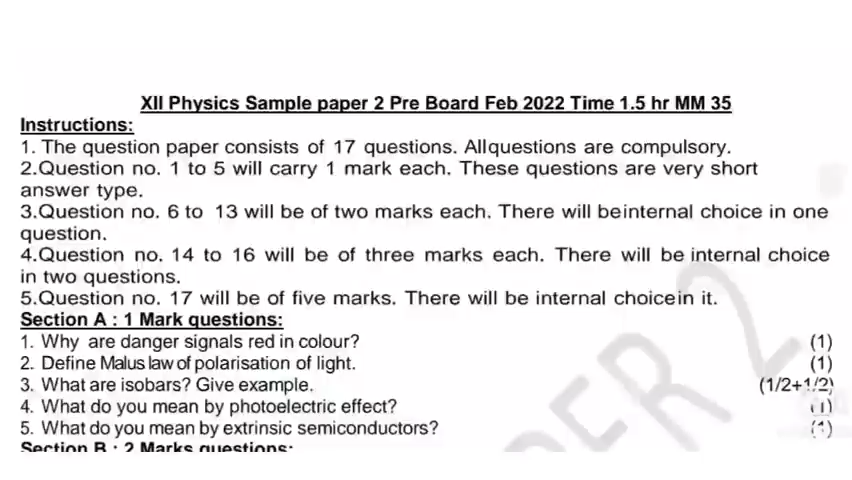 XII Physics Sample paper 2 Pre Board Feb 2022 Time 1.5 hr MM 35
Instructions:
1. The question paper consists of 17 questions. Allquestions are compulsory.
2.Question no. 1 to 5 will carry 1 mark each. These questions are very short
answer type.
3.Question no. 6 to 13 will be of two marks each. There will beinternal choice in one
question.
4.Question no. 14 to 16 will be of three marks each. There will be internal choice
in two questions.
5.Question no. 17 will be of five marks. There will be internal choicein it.
Section A : 1 Mark questions:
1. Why are danger signals red in colour? (1)
2. Define Malus law of polarisation of light. (1)
3. What are isobars? Give example. (1/2+1/2)
4. What do you mean by photoelectric effect? (1)
5. What do you mean by extrinsic semiconductors? (1)
Section B : 2 Marks questions:
PER 2